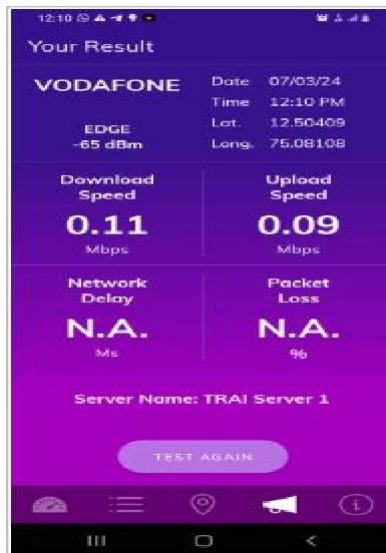 12:10
Your Result
VODAFONE
EDGE
-65 dBm
Date 07/03/24
Time 12:10 PM
Lat. 12.50409
Long. 75.08108
Download Speed
0.11
Mbps
Upload Speed
0.09
Mbps
Network Delay
N.A.
Ms
Packet Loss
N.A.
%
Server Name: TRAI Server 1
TEST AGAIN